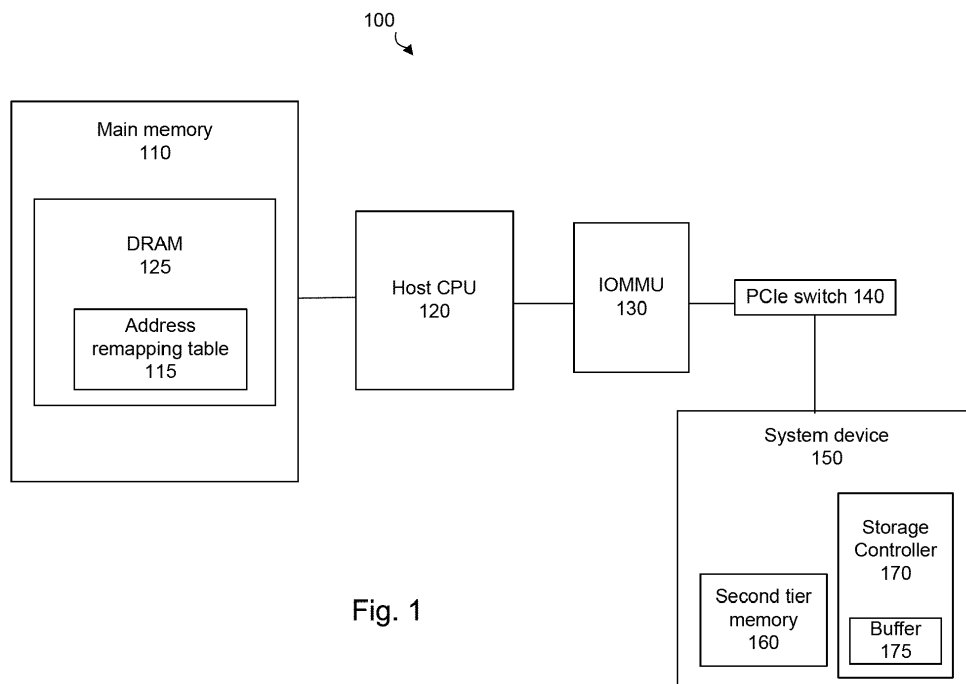 100
Main memory
110
DRAM
125
Address
remapping table
115
Host CPU
120
IOMMU
130
PCIe switch 140
System device
150
Storage
Controller
170
Second tier
memory
160
Buffer
175
Fig. 1